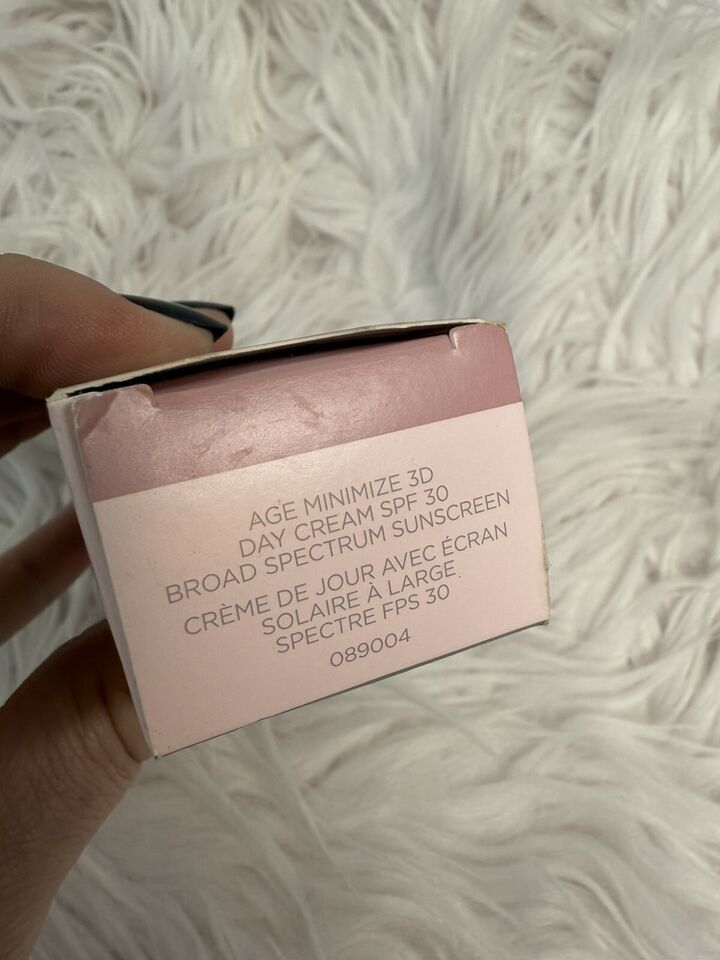 AGE MINIMIZE 3D
DAY CREAM SPF 30
BROAD SPECTRUM SUNSCREEN
CRÈME DE JOUR AVEC ÉCRAN
SOLAIRE À LARGE
SPECTRE FPS 30
089004